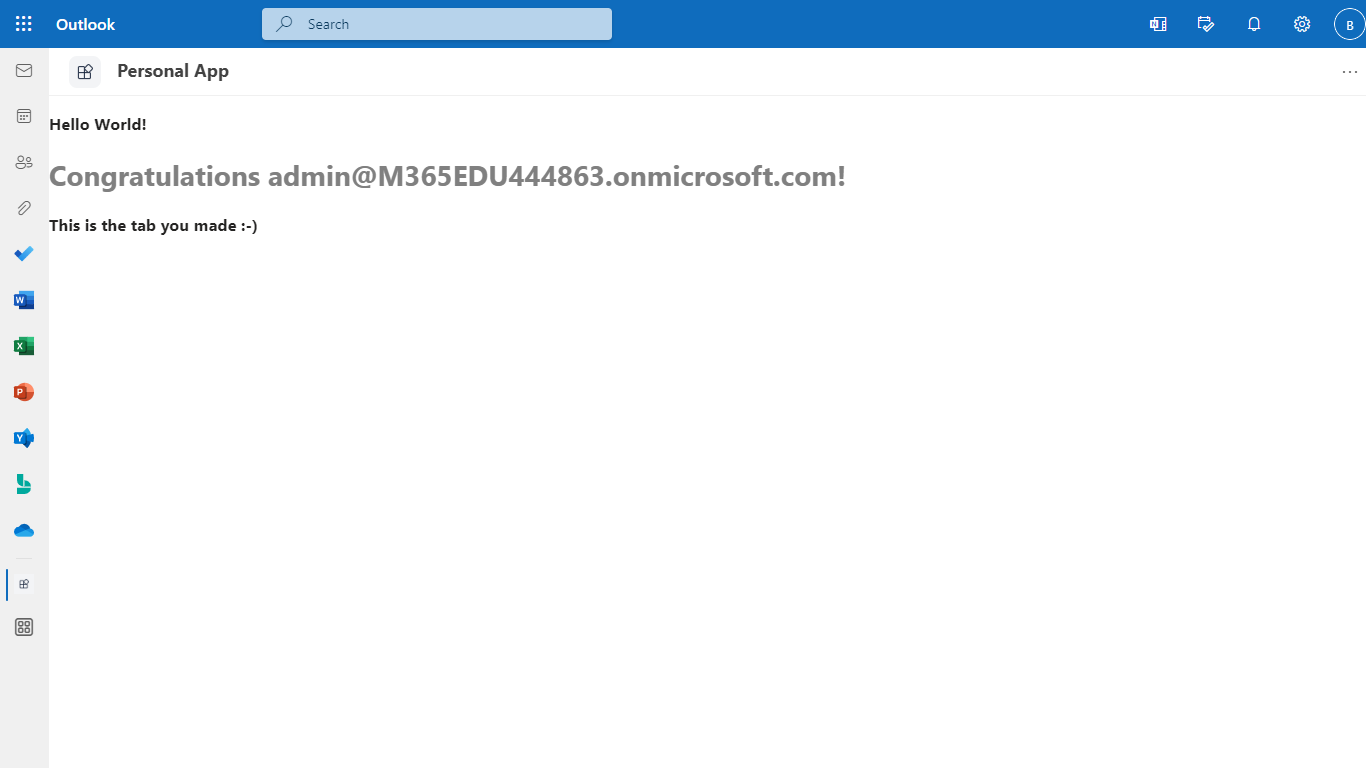 Outlook
Search
B
Personal App
Hello World!
Congratulations admin@M365EDU444863.onmicrosoft.com!
This is the tab you made :-)